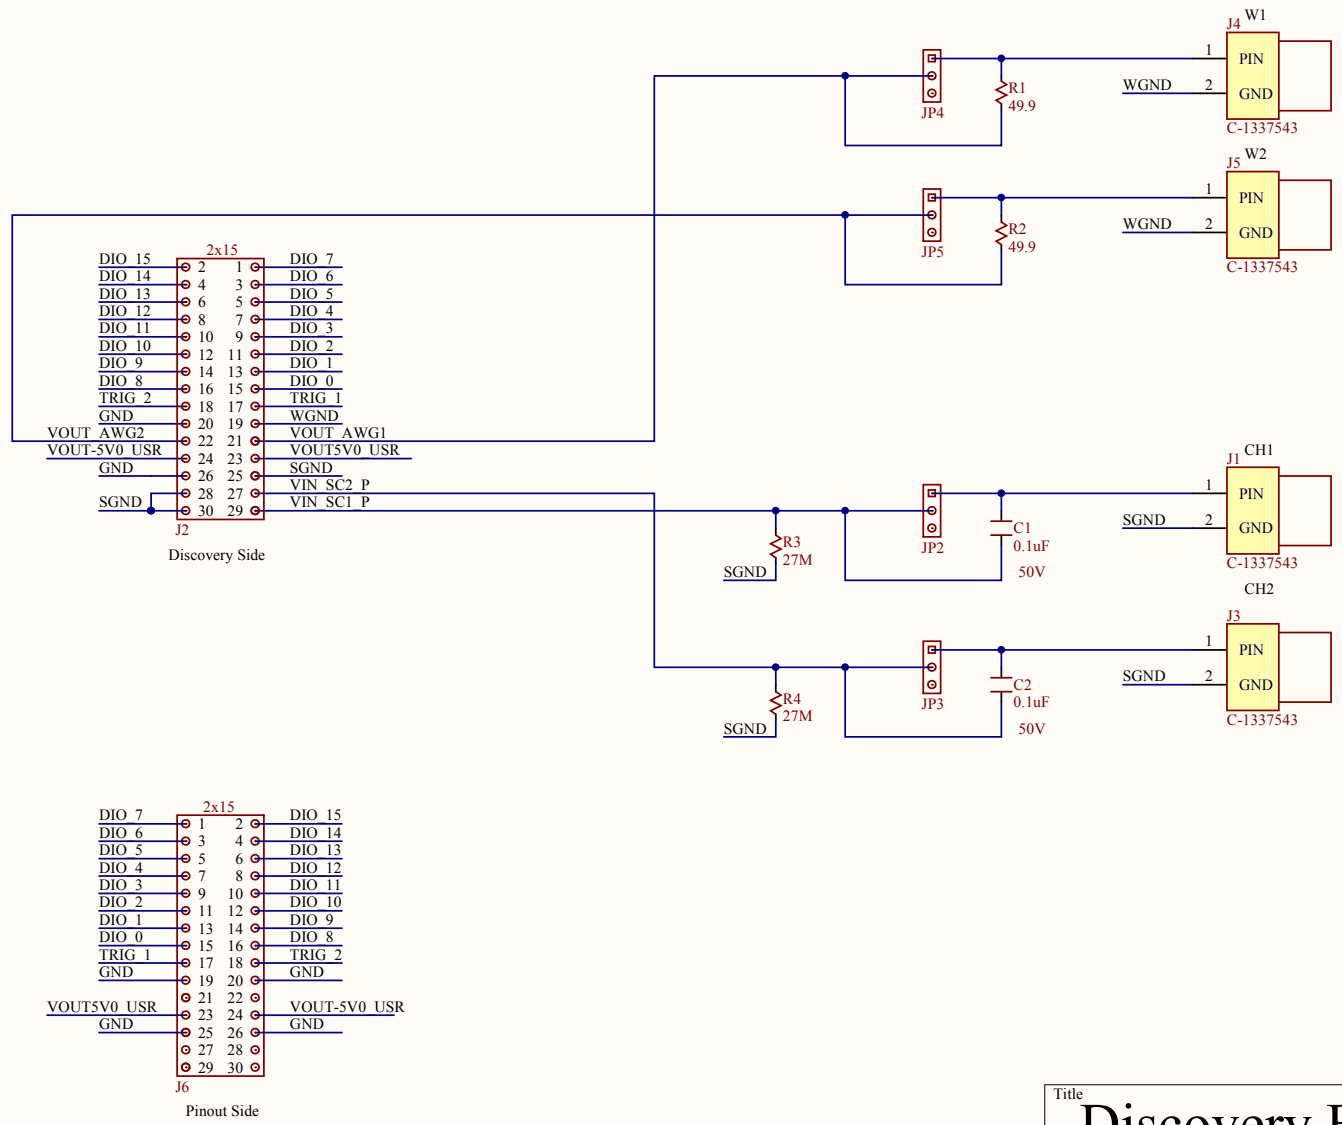 W1
J4
1 PIN
WGND 2 GND
C-1337543
JP4
R1
49.9
W2
J5
1 PIN
WGND 2 GND
C-1337543
JP5
R2
49.9
2x15
DIO_15 2 1 DIO_7
DIO_14 4 3 DIO_6
DIO_13 6 5 DIO_5
DIO_12 8 7 DIO_4
DIO_11 10 9 DIO_3
DIO_10 12 11 DIO_2
DIO_9 14 13 DIO_1
DIO_8 16 15 DIO_0
TRIG_2 18 17 TRIG_1
GND 20 19 WGND
VOUT_AWG2 22 21 VOUT_AWG1
VOUT-5V0_USR 24 23 VOUT5V0_USR
GND 26 25 SGND
28 27 VIN_SC2_P
SGND 30 29 VIN_SC1_P
J2
Discovery Side
R3
27M
SGND
JP2
C1
0.1uF
50V
CH1
J1
1 PIN
SGND 2 GND
C-1337543
R4
27M
SGND
JP3
C2
0.1uF
50V
CH2
J3
1 PIN
SGND 2 GND
C-1337543
2x15
DIO_7 1 2 DIO_15
DIO_6 3 4 DIO_14
DIO_5 5 6 DIO_13
DIO_4 7 8 DIO_12
DIO_3 9 10 DIO_11
DIO_2 11 12 DIO_10
DIO_1 13 14 DIO_9
DIO_0 15 16 DIO_8
TRIG_1 17 18 TRIG_2
GND 19 20 GND
21 22
VOUT5V0_USR 23 24 VOUT-5V0_USR
GND 25 26 GND
27 28
29 30
J6
Pinout Side
Title
Discovery